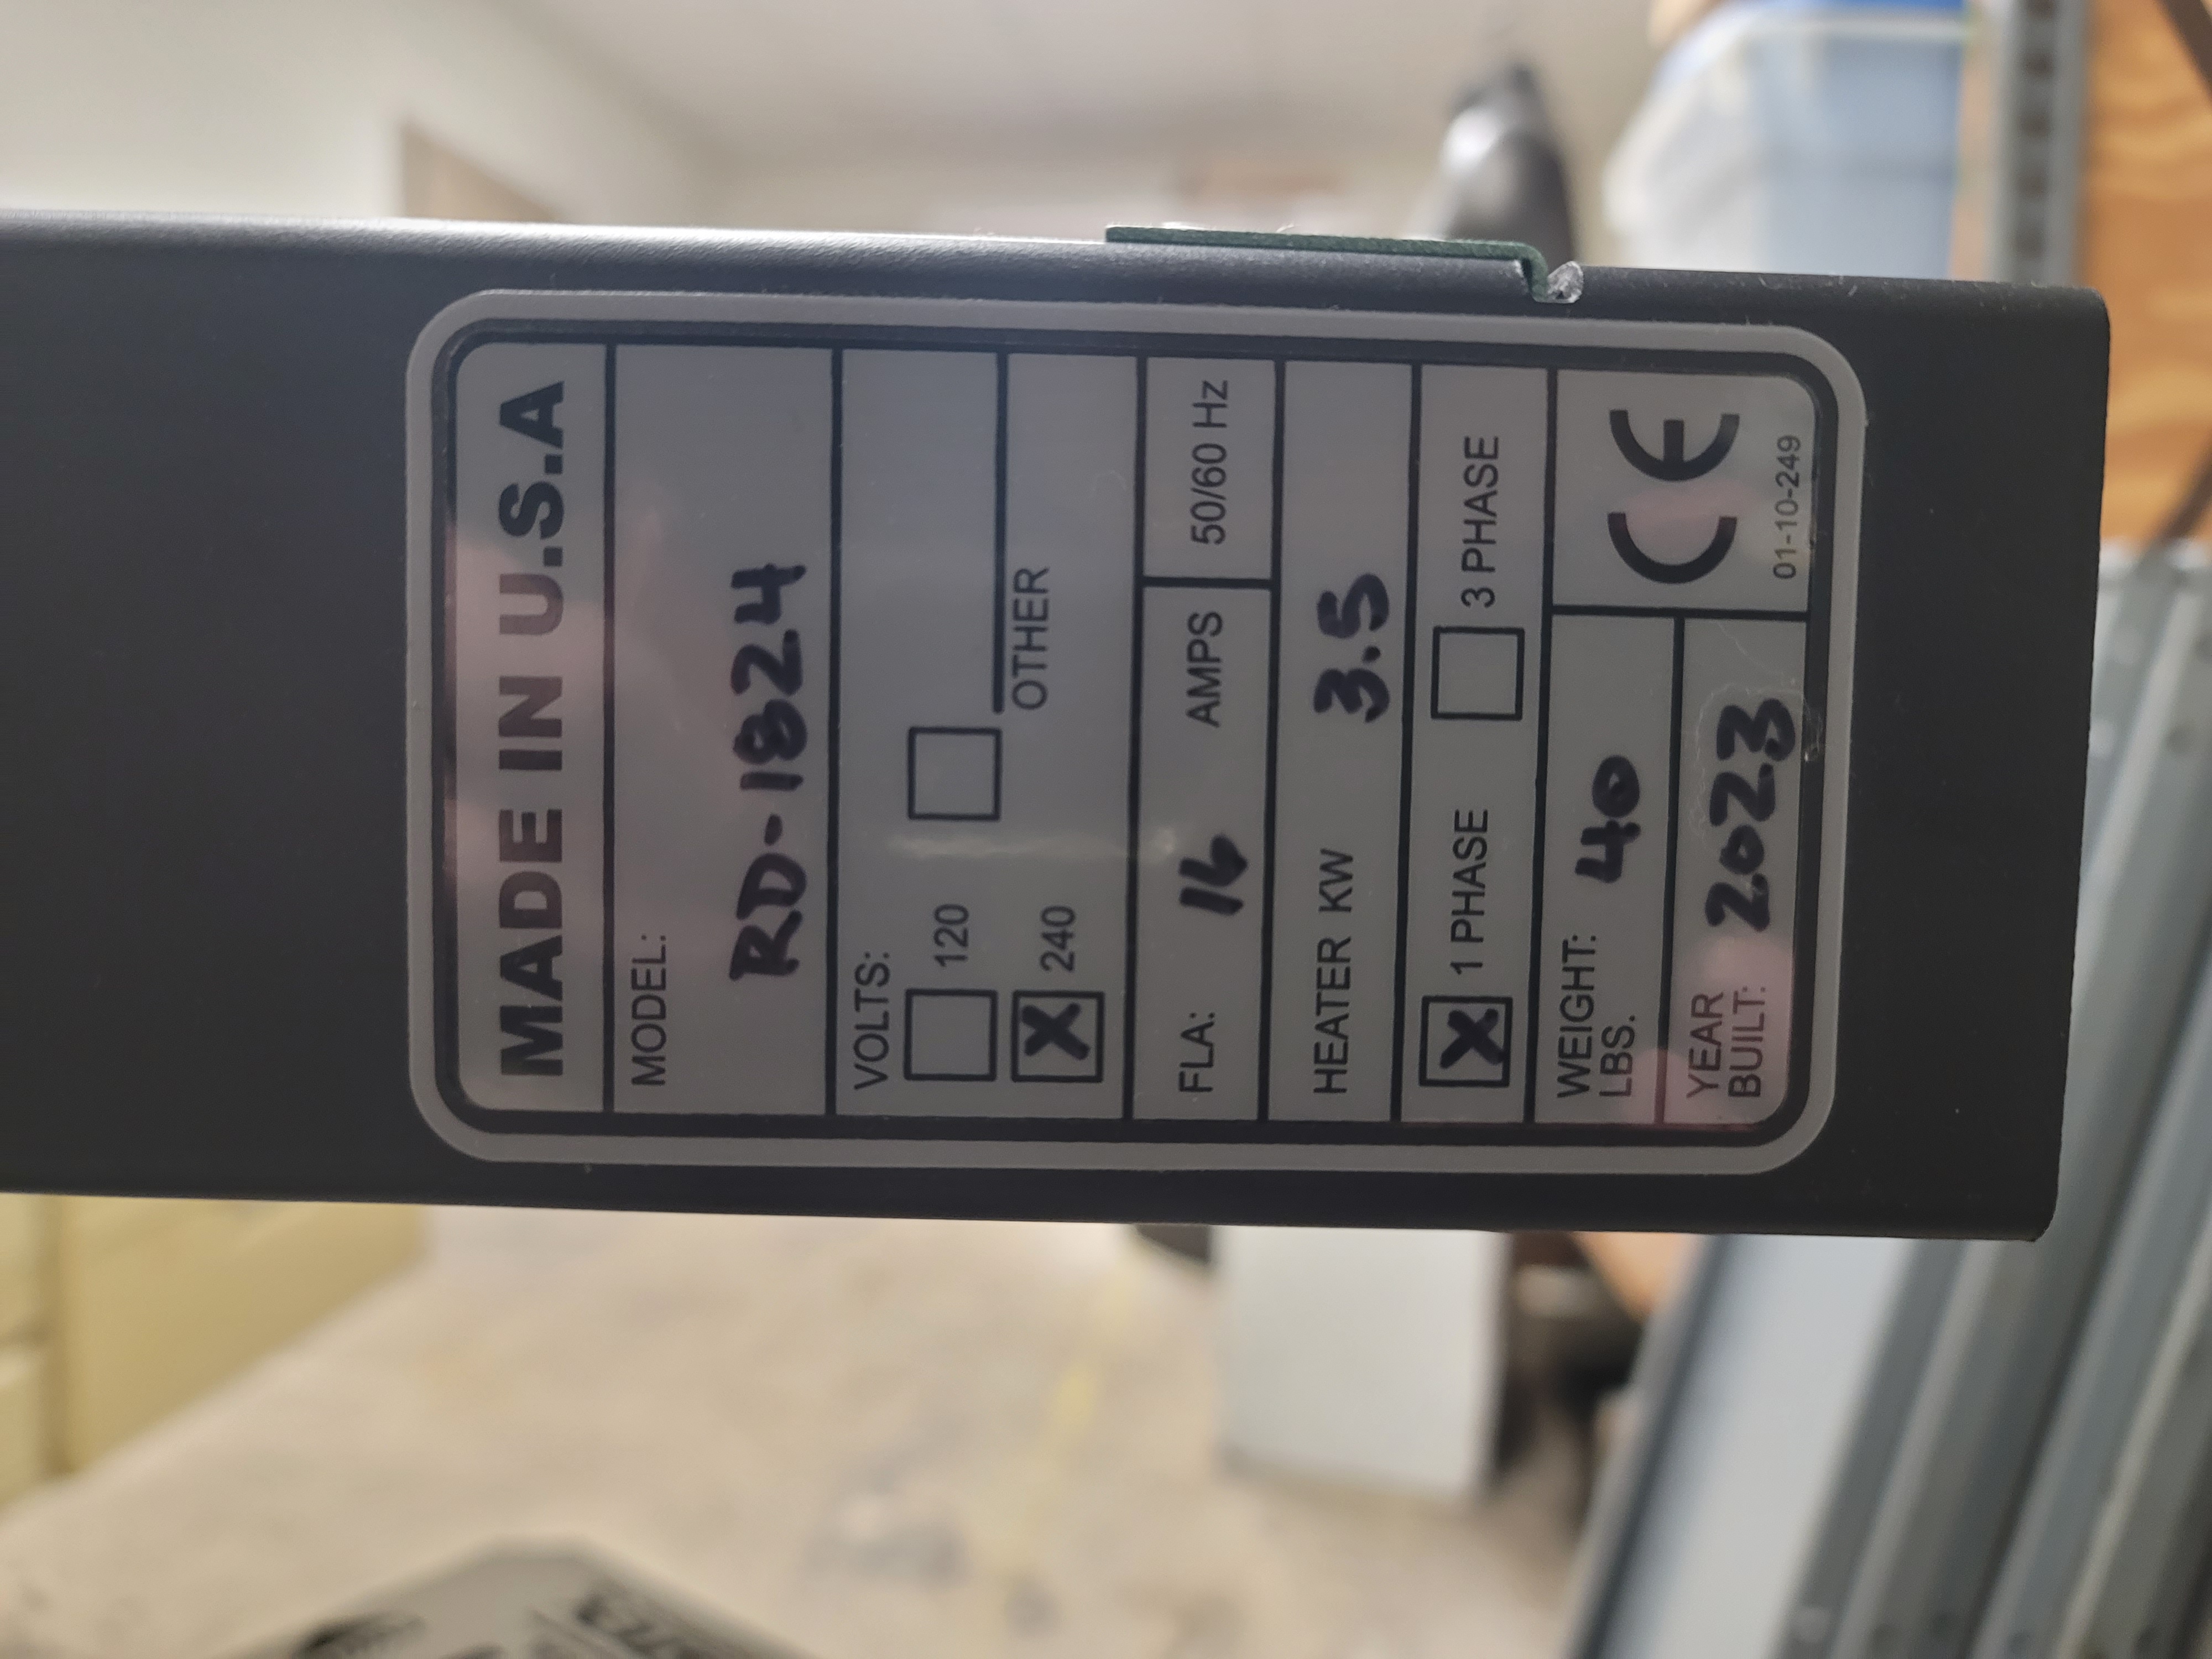 MADE IN U.S.A
MODEL:
RD-1824
VOLTS:
120
X 240
OTHER
FLA: 16 AMPS
50/60 Hz
HEATER KW 3.5
X 1 PHASE 3 PHASE
WEIGHT: 40
LBS.
YEAR
BUILT: 2023
CE
01-10-249